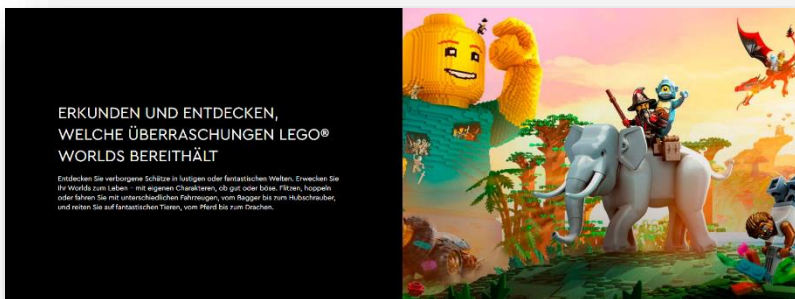 ERKUNDEN UND ENTDECKEN,
WELCHE ÜBERRASCHUNGEN LEGO®
WORLDS BEREITHÄLT
Entdecken Sie verborgene Schätze in lustigen oder fantastischen Welten. Erwecken Sie
Ihr Worlds zum Leben – mit eigenen Charakteren, ob gut oder böse. Flitzen, hoppeln
oder fahren Sie mit unterschiedlichen Fahrzeugen, vom Bagger bis zum Hubschrauber,
und reiten Sie auf fantastischen Tieren, vom Pferd bis zum Drachen.